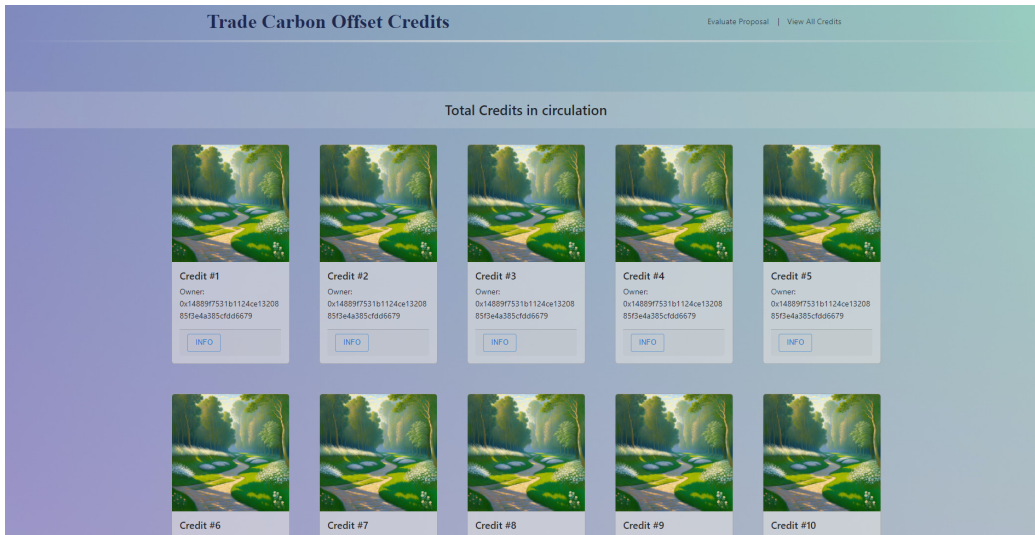 Trade Carbon Offset Credits
Evaluate Proposal | View All Credits
Total Credits in circulation
Credit #1
Owner:
0x14889f7531b1124ce13208
85f3e4a385cfdd6679
INFO
Credit #2
Owner:
0x14889f7531b1124ce13208
85f3e4a385cfdd6679
INFO
Credit #3
Owner:
0x14889f7531b1124ce13208
85f3e4a385cfdd6679
INFO
Credit #4
Owner:
0x14889f7531b1124ce13208
85f3e4a385cfdd6679
INFO
Credit #5
Owner:
0x14889f7531b1124ce13208
85f3e4a385cfdd6679
INFO
Credit #6
Credit #7
Credit #8
Credit #9
Credit #10